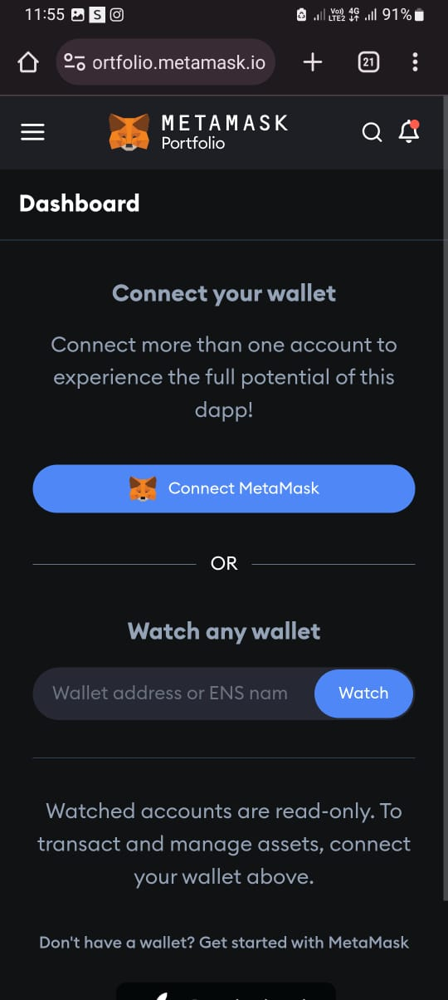 11:55 S Vo)) LTE2 4G 91%
ortfolio.metamask.io 21
METAMASK
Portfolio
Dashboard
Connect your wallet
Connect more than one account to
experience the full potential of this
dapp!
Connect MetaMask
OR
Watch any wallet
Wallet address or ENS nam Watch
Watched accounts are read-only. To
transact and manage assets, connect
your wallet above.
Don't have a wallet? Get started with MetaMask